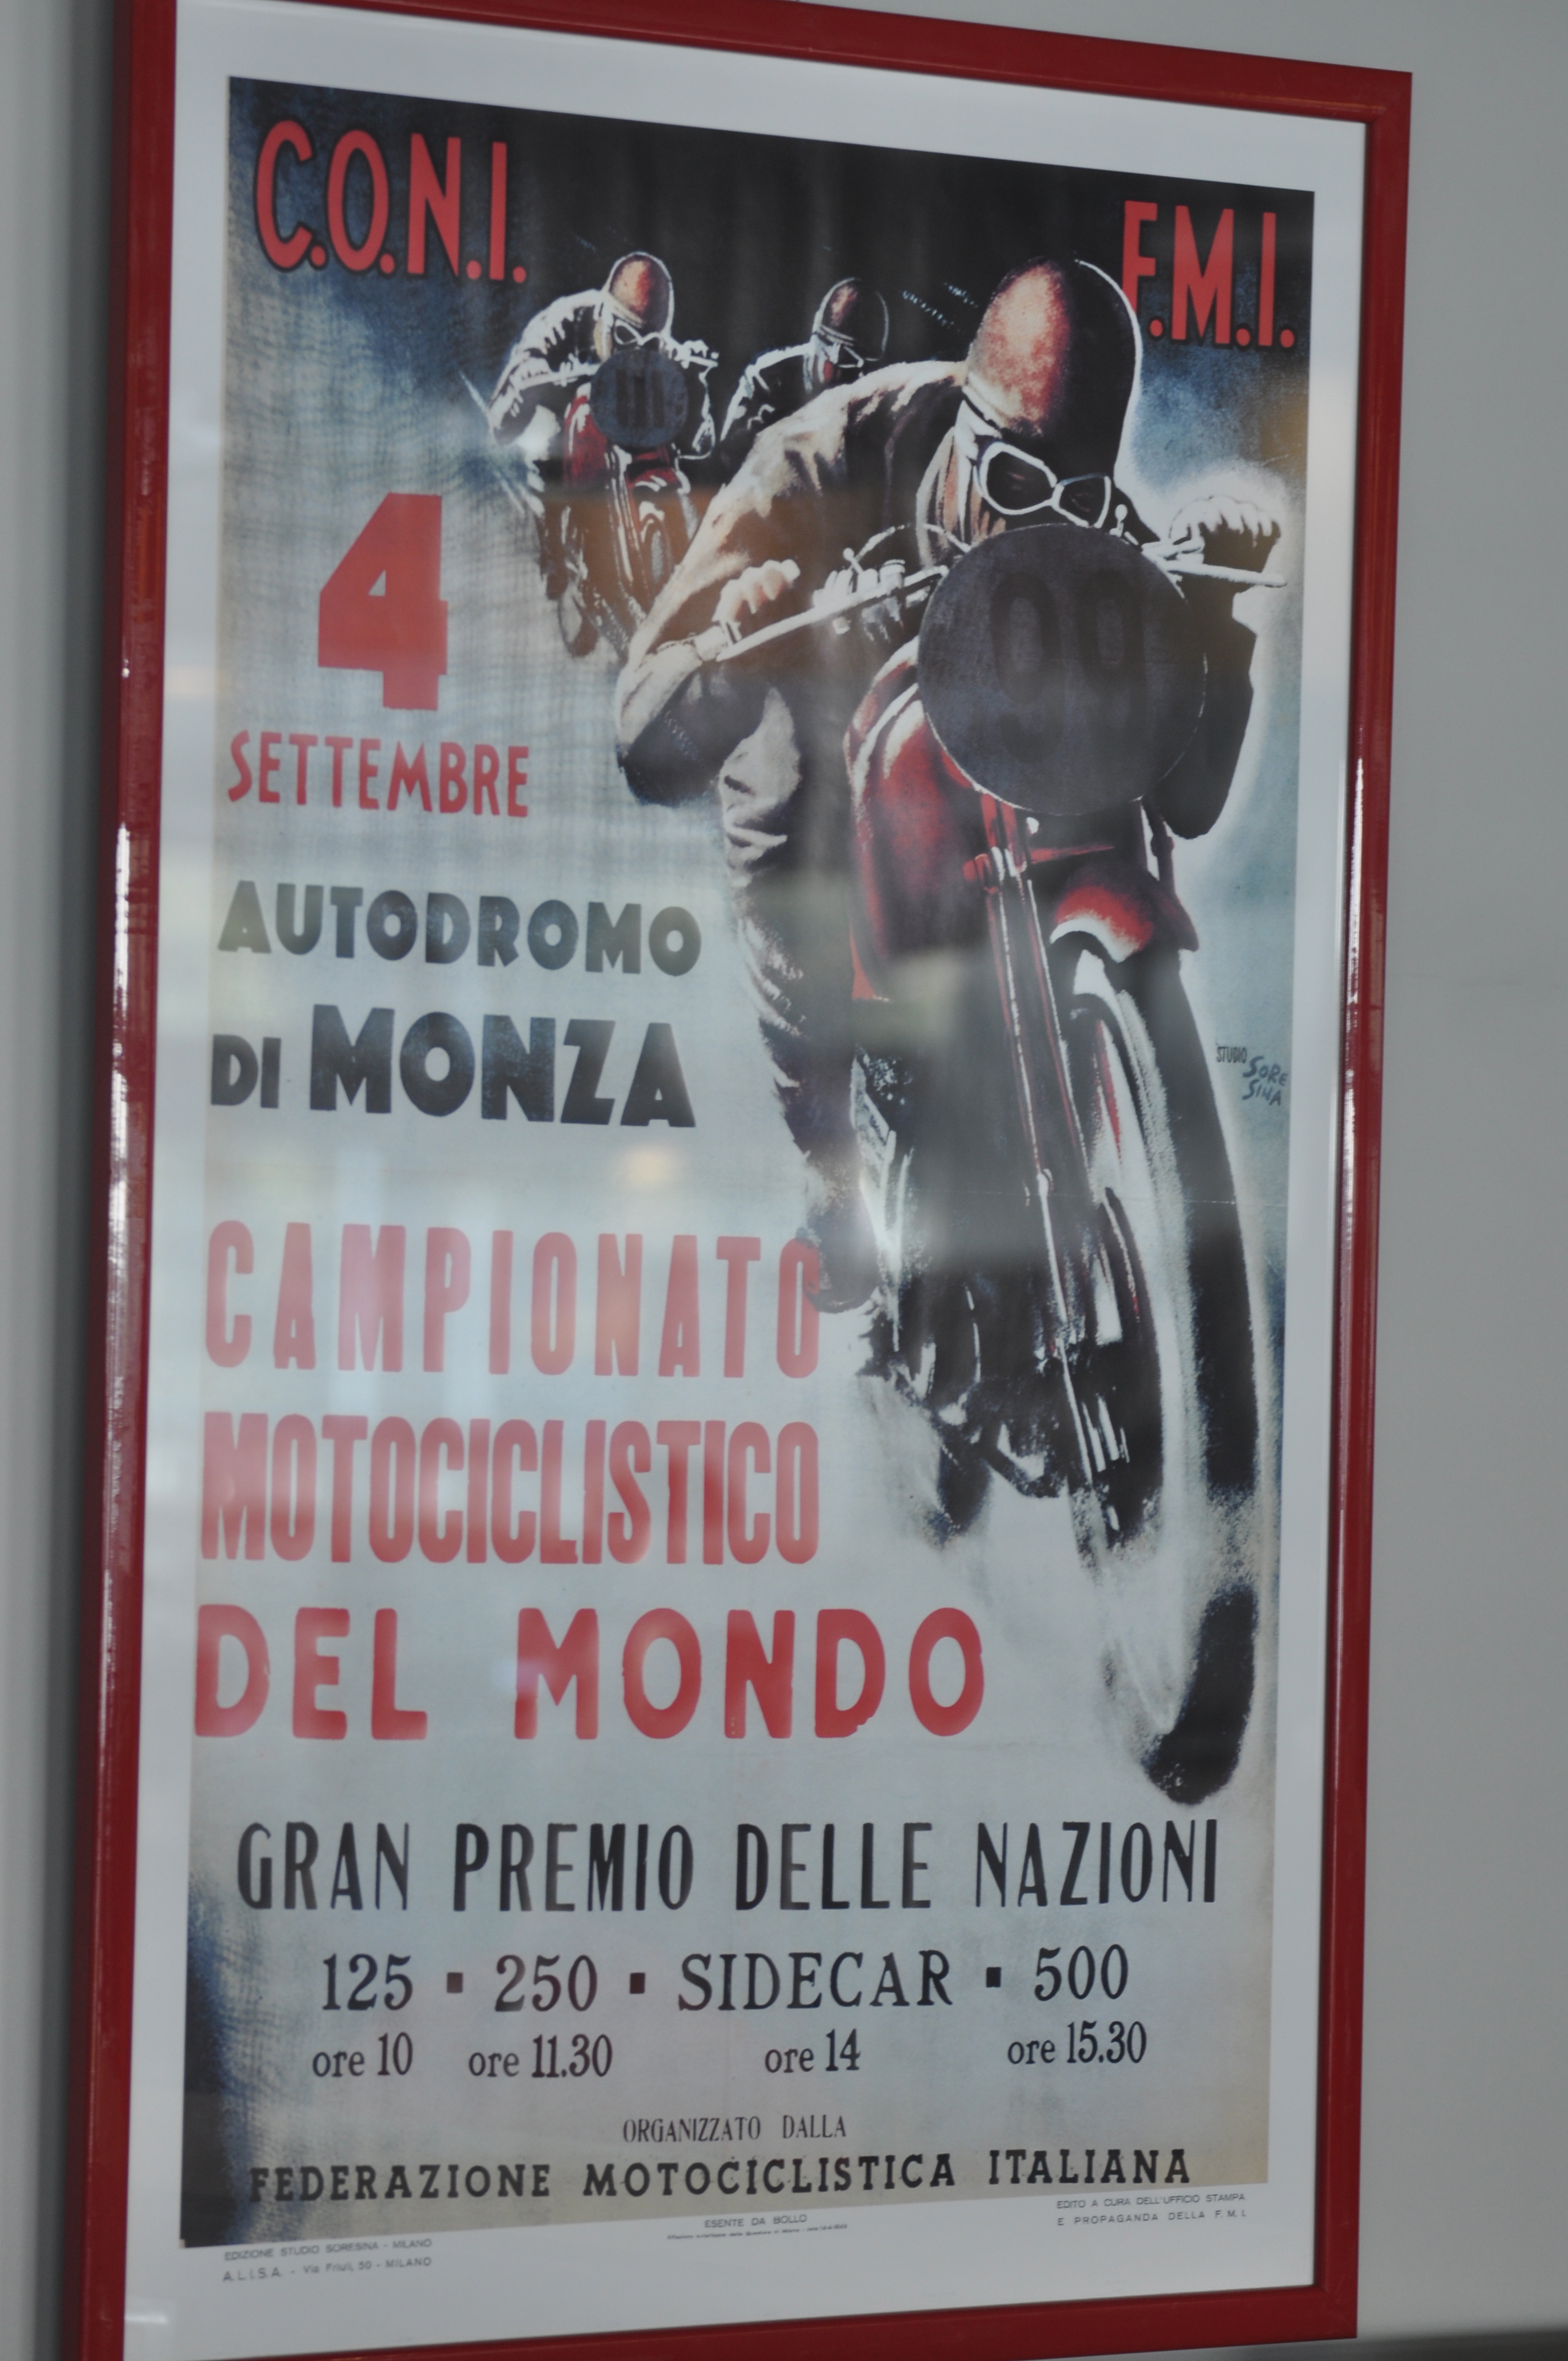 C.O.N.I.
F.M.I.
99
4
SETTEMBRE
AUTODROMO
DI MONZA
STUDIO
SORE
SINA
CAMPIONATO
MOTOCICLISTICO
DEL MONDO
GRAN PREMIO DELLE NAZIONI
125 ▪ 250 ▪ SIDECAR ▪ 500
ore 10 ore 11.30 ore 14 ore 15.30
ORGANIZZATO DALLA
FEDERAZIONE MOTOCICLISTICA ITALIANA
EDIZIONE STUDIO SORESINA - MILANO
A.L.I.S.A. - Via Friuli, 50 - MILANO
ESENTE DA BOLLO
EDITO A CURA DELL'UFFICIO STAMPA
E PROPAGANDA DELLA F.M.I.